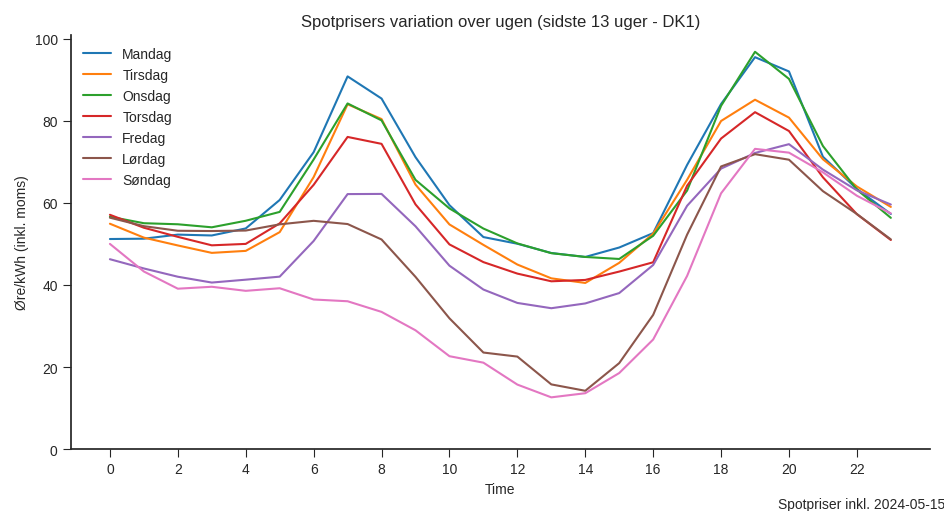 Spotprisers variation over ugen (sidste 13 uger - DK1)
100
80
60
40
20
0
Øre/kWh (inkl. moms)
Mandag
Tirsdag
Onsdag
Torsdag
Fredag
Lørdag
Søndag
0 2 4 6 8 10 12 14 16 18 20 22
Time
Spotpriser inkl. 2024-05-15